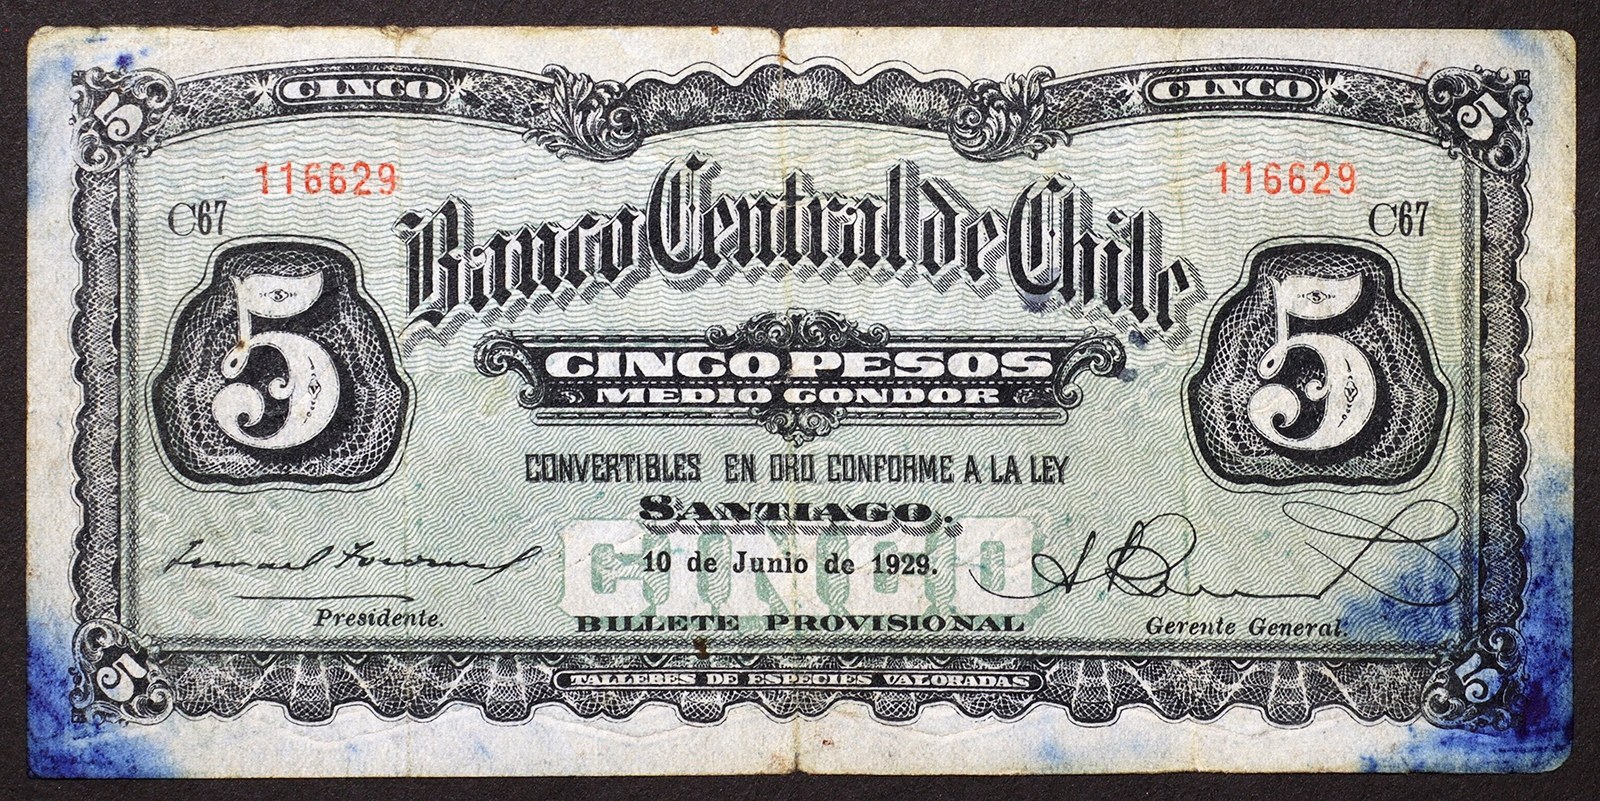 CINCO CINCO
5 5
116629 116629
C67 C67
Banco Central de Chile
5 5
CINCO PESOS
MEDIO CONDOR
CONVERTIBLES EN ORO CONFORME A LA LEY
SANTIAGO.
CINCO
10 de Junio de 1929.
Presidente. BILLETE PROVISIONAL Gerente General.
5 5
TALLERES DE ESPECIES VALORADAS